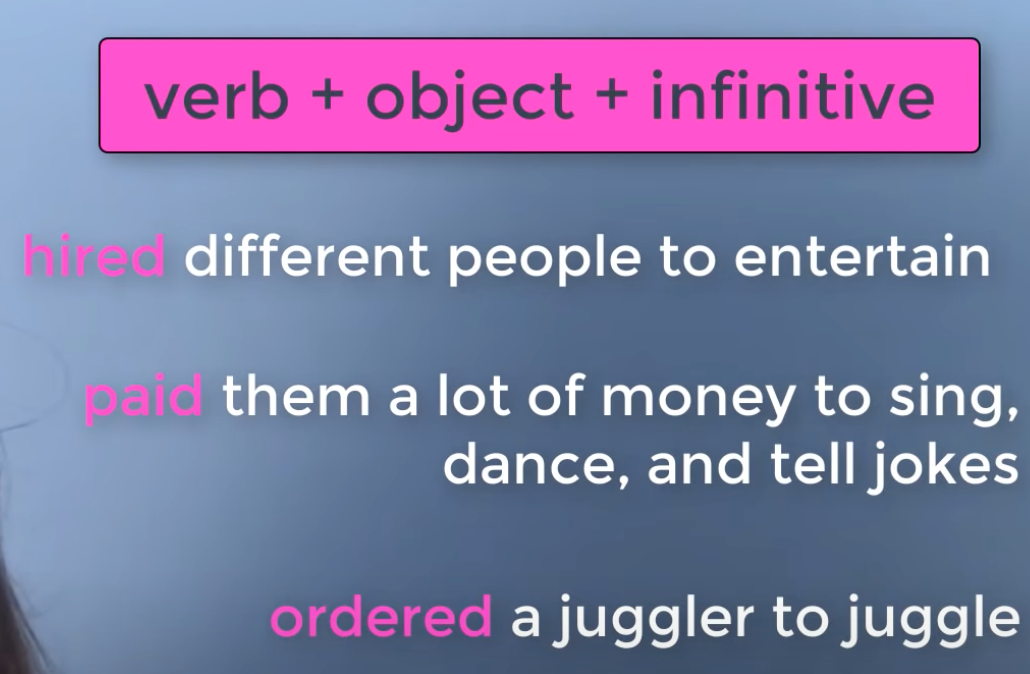 verb + object + infinitive
hired different people to entertain
paid them a lot of money to sing,
dance, and tell jokes
ordered a juggler to juggle